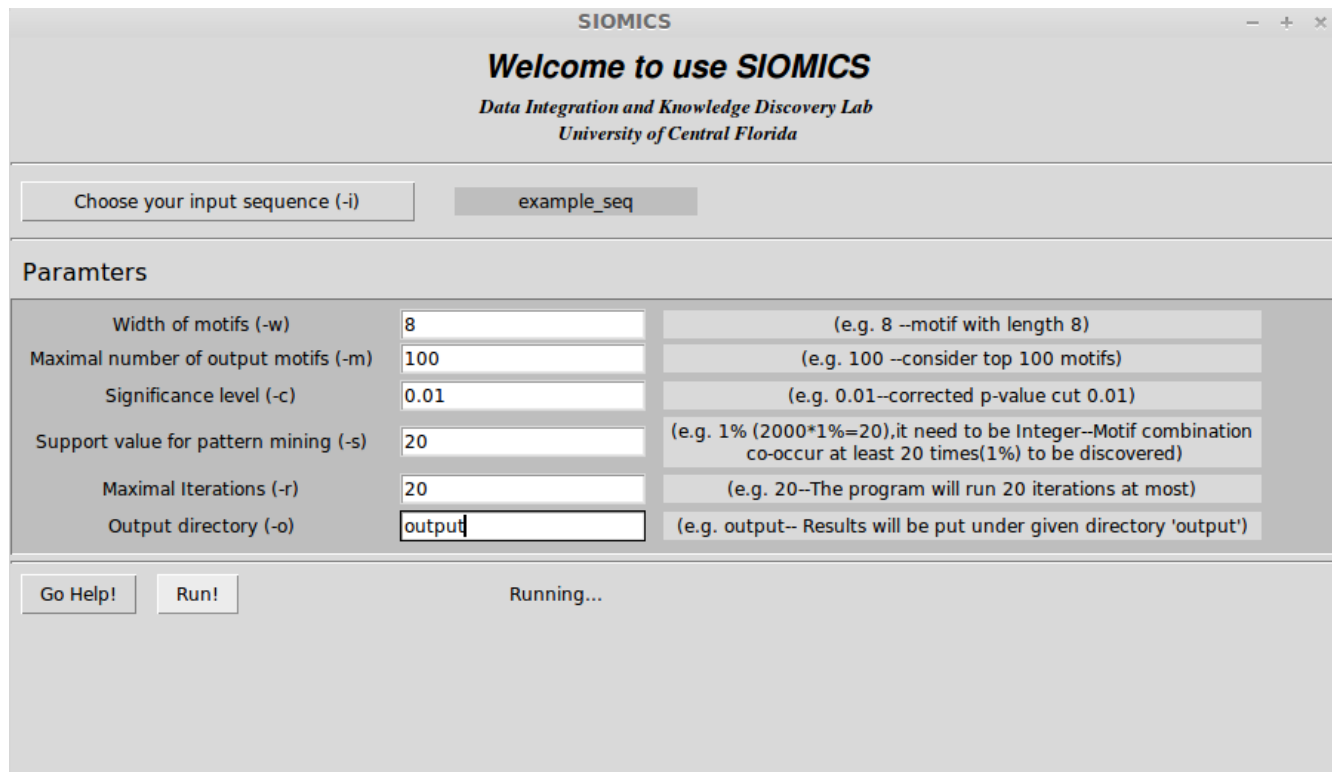 SIOMICS
Welcome to use SIOMICS
Data Integration and Knowledge Discovery Lab
University of Central Florida
Choose your input sequence (-i) example_seq
Paramters
Width of motifs (-w) 8 (e.g. 8 --motif with length 8)
Maximal number of output motifs (-m) 100 (e.g. 100 --consider top 100 motifs)
Significance level (-c) 0.01 (e.g. 0.01--corrected p-value cut 0.01)
Support value for pattern mining (-s) 20 (e.g. 1% (2000*1%=20),it need to be Integer--Motif combination
co-occur at least 20 times(1%) to be discovered)
Maximal Iterations (-r) 20 (e.g. 20--The program will run 20 iterations at most)
Output directory (-o) output (e.g. output-- Results will be put under given directory 'output')
Go Help! Run! Running...